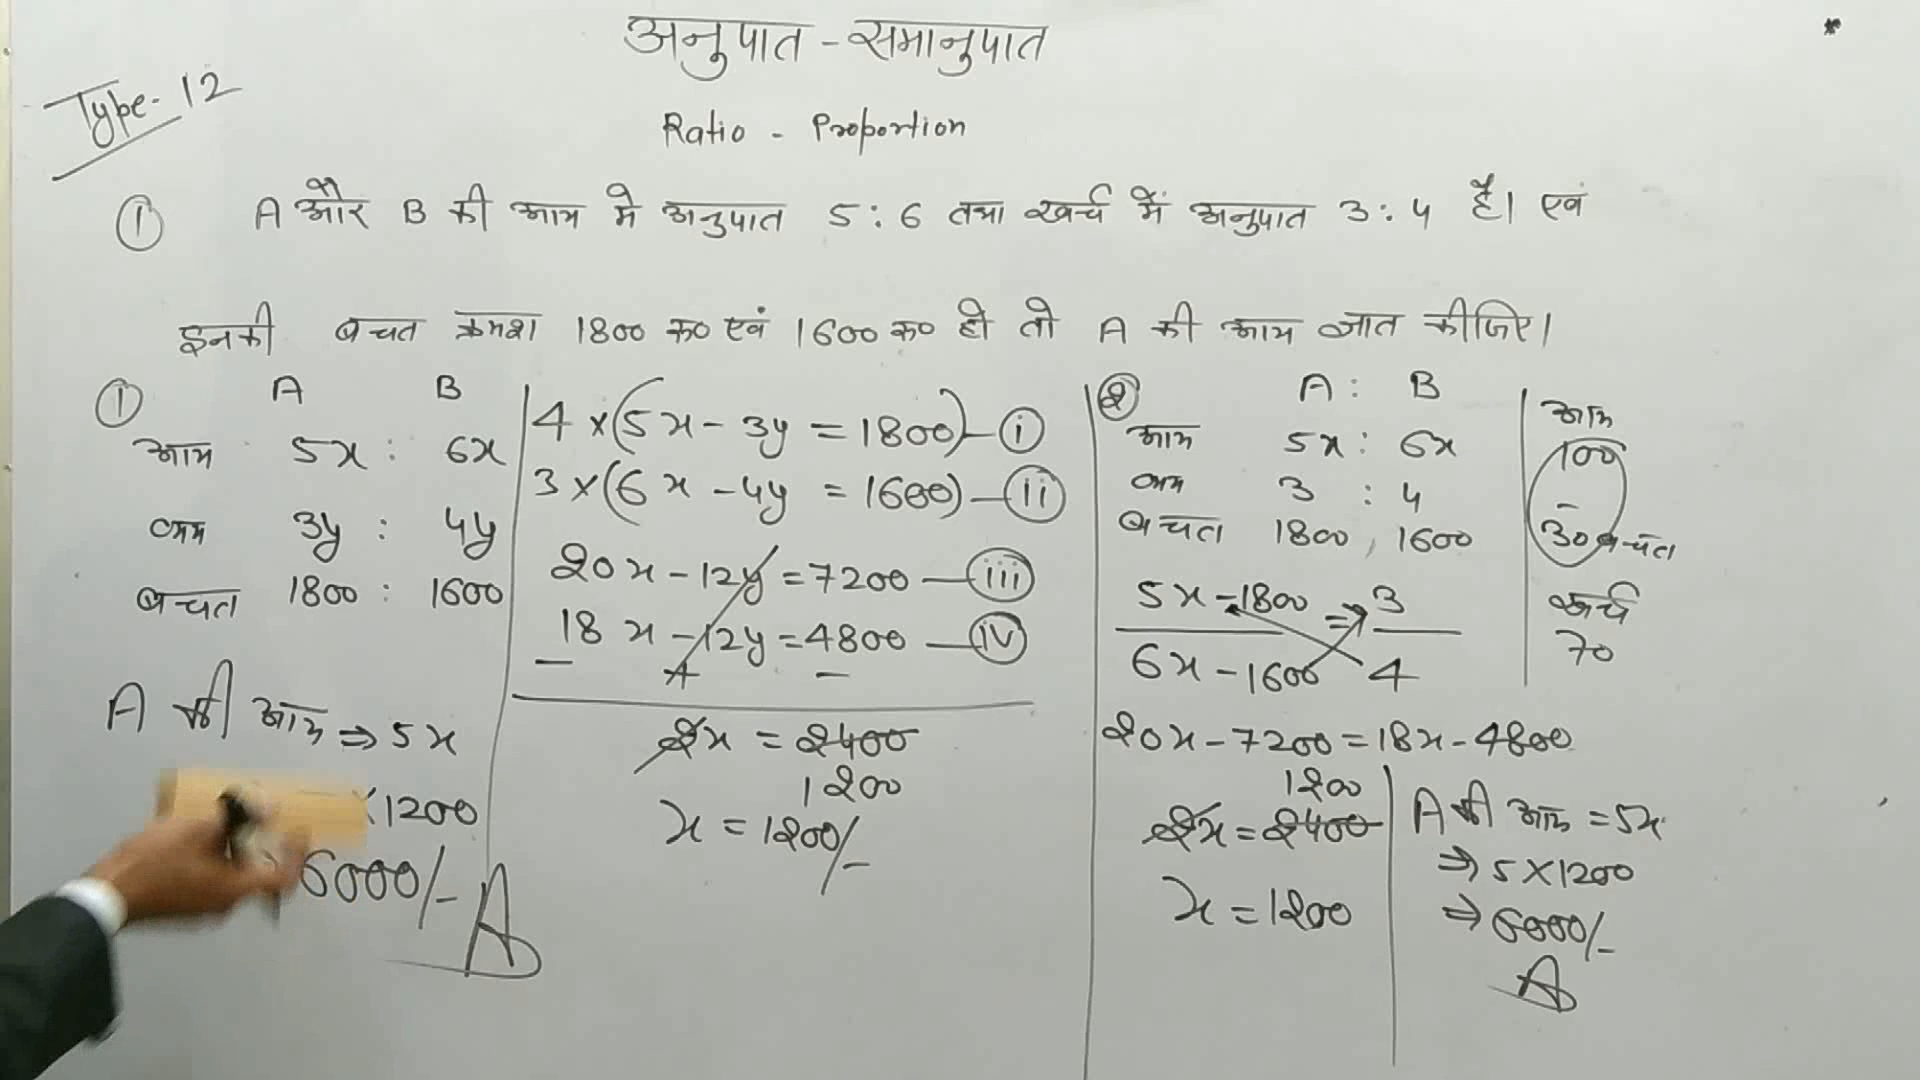 अनुपात - समानुपात
Type- 12
Ratio - Proportion
① A और B की आय मे अनुपात 5 : 6 तथा खर्च में अनुपात 3 : 4 है। एवं
इनकी बचत क्रमश 1800 रू० एवं 1600 रू० हो तो A की आय ज्ञात कीजिए।
① A B
आय 5x : 6x
व्यय 3y : 4y
बचत 1800 : 1600
A की आय ⇒ 5x
×1200
6000/-
A
4 × (5x - 3y = 1800) — (i)
3 × (6x - 4y = 1600) — (ii)
20x - 12y = 7200 — (iii)
18x - 12y = 4800 — (iv)
— + —
2x = 2400
1200
x = 1200/-
② A : B
आय 5x : 6x
व्यय 3 : 4
बचत 1800 , 1600
5x - 1800 ⇒ 3
6x - 1600 4
20x - 7200 = 18x - 4800
1200
2x = 2400
x = 1200
आय
100
-
30 बचत
खर्च
70
A की आय = 5x
⇒ 5×1200
⇒ 6000/-
A